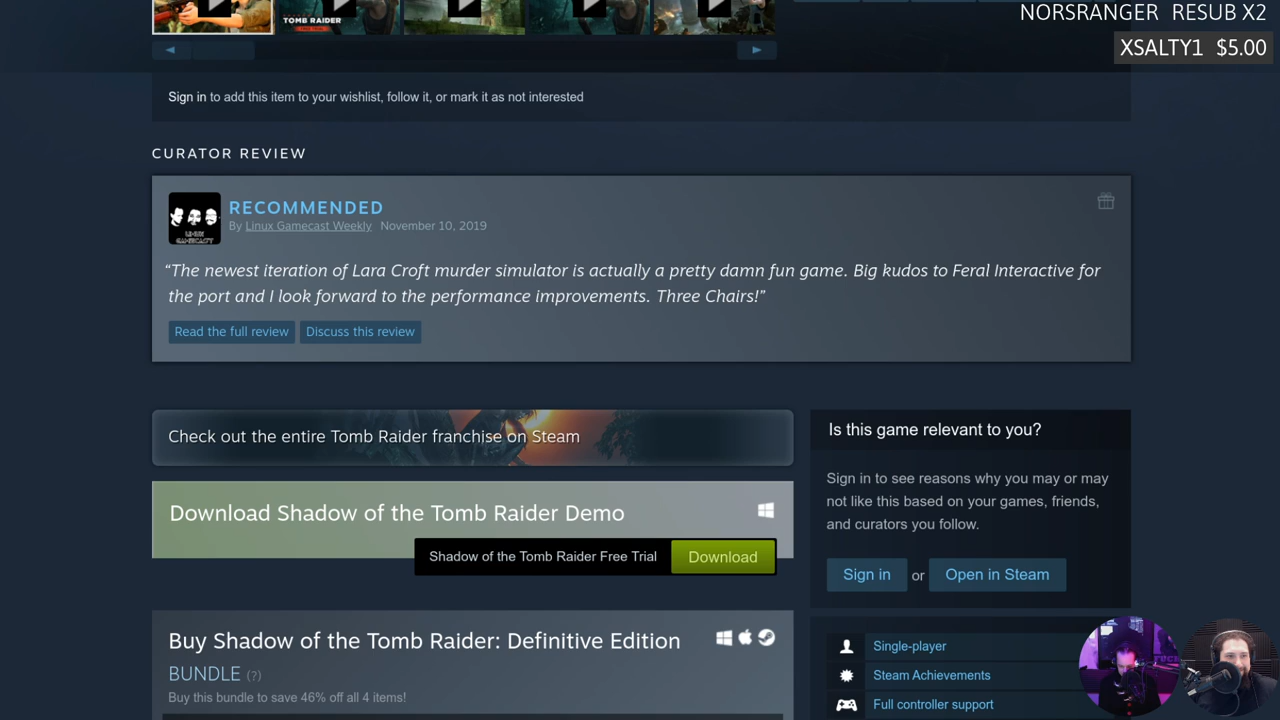 NORSRANGER RESUB X2
XSALTY1 $5.00
TOMB RAIDER
Sign in to add this item to your wishlist, follow it, or mark it as not interested
CURATOR REVIEW
LINUX
GAMECAST
RECOMMENDED
By Linux Gamecast Weekly November 10, 2019
“The newest iteration of Lara Croft murder simulator is actually a pretty damn fun game. Big kudos to Feral Interactive for
the port and I look forward to the performance improvements. Three Chairs!”
Read the full review Discuss this review
Check out the entire Tomb Raider franchise on Steam
Download Shadow of the Tomb Raider Demo
Shadow of the Tomb Raider Free Trial Download
Buy Shadow of the Tomb Raider: Definitive Edition
BUNDLE (?)
Buy this bundle to save 46% off all 4 items!
Is this game relevant to you?
Sign in to see reasons why you may or may
not like this based on your games, friends,
and curators you follow.
Sign in or Open in Steam
Single-player
Steam Achievements
Full controller support